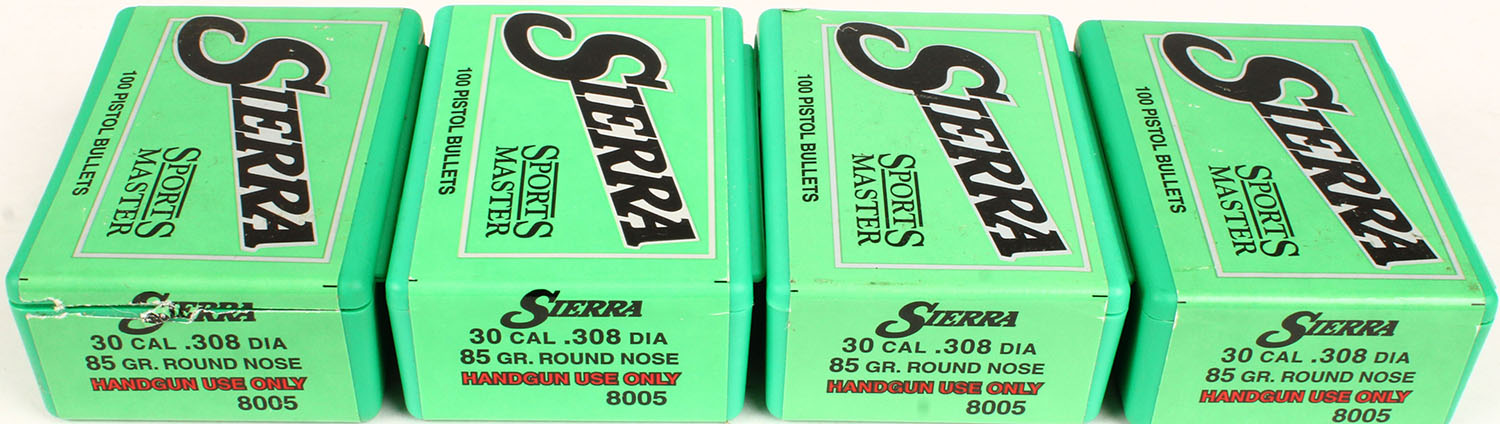 SIERRA
SPORTS
MASTER
100 PISTOL BULLETS
SIERRA
30 CAL .308 DIA
85 GR. ROUND NOSE
HANDGUN USE ONLY
8005
SIERRA
SPORTS
MASTER
100 PISTOL BULLETS
SIERRA
30 CAL .308 DIA
85 GR. ROUND NOSE
HANDGUN USE ONLY
8005
SIERRA
SPORTS
MASTER
100 PISTOL BULLETS
SIERRA
30 CAL .308 DIA
85 GR. ROUND NOSE
HANDGUN USE ONLY
8005
SIERRA
SPORTS
MASTER
100 PISTOL BULLETS
SIERRA
30 CAL .308 DIA
85 GR. ROUND NOSE
HANDGUN USE ONLY
8005